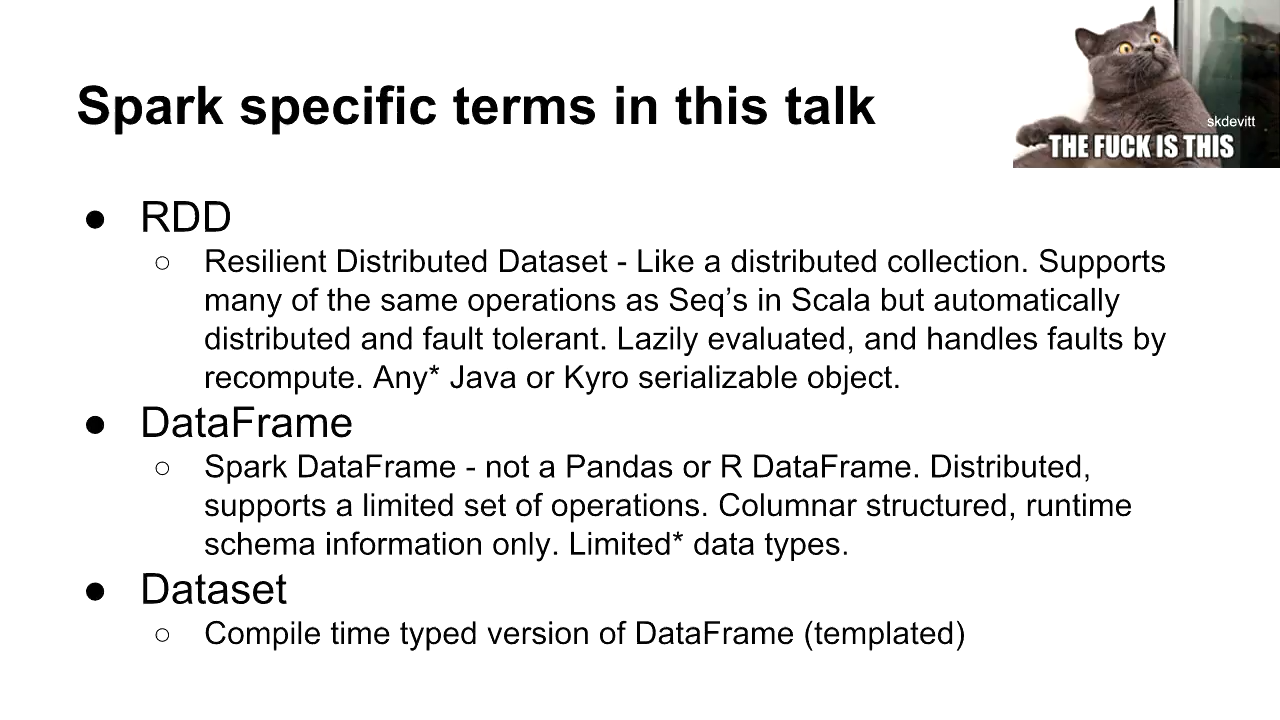 Spark specific terms in this talk
skdevitt
THE FUCK IS THIS
● RDD
○ Resilient Distributed Dataset - Like a distributed collection. Supports
many of the same operations as Seq’s in Scala but automatically
distributed and fault tolerant. Lazily evaluated, and handles faults by
recompute. Any* Java or Kyro serializable object.
● DataFrame
○ Spark DataFrame - not a Pandas or R DataFrame. Distributed,
supports a limited set of operations. Columnar structured, runtime
schema information only. Limited* data types.
● Dataset
○ Compile time typed version of DataFrame (templated)